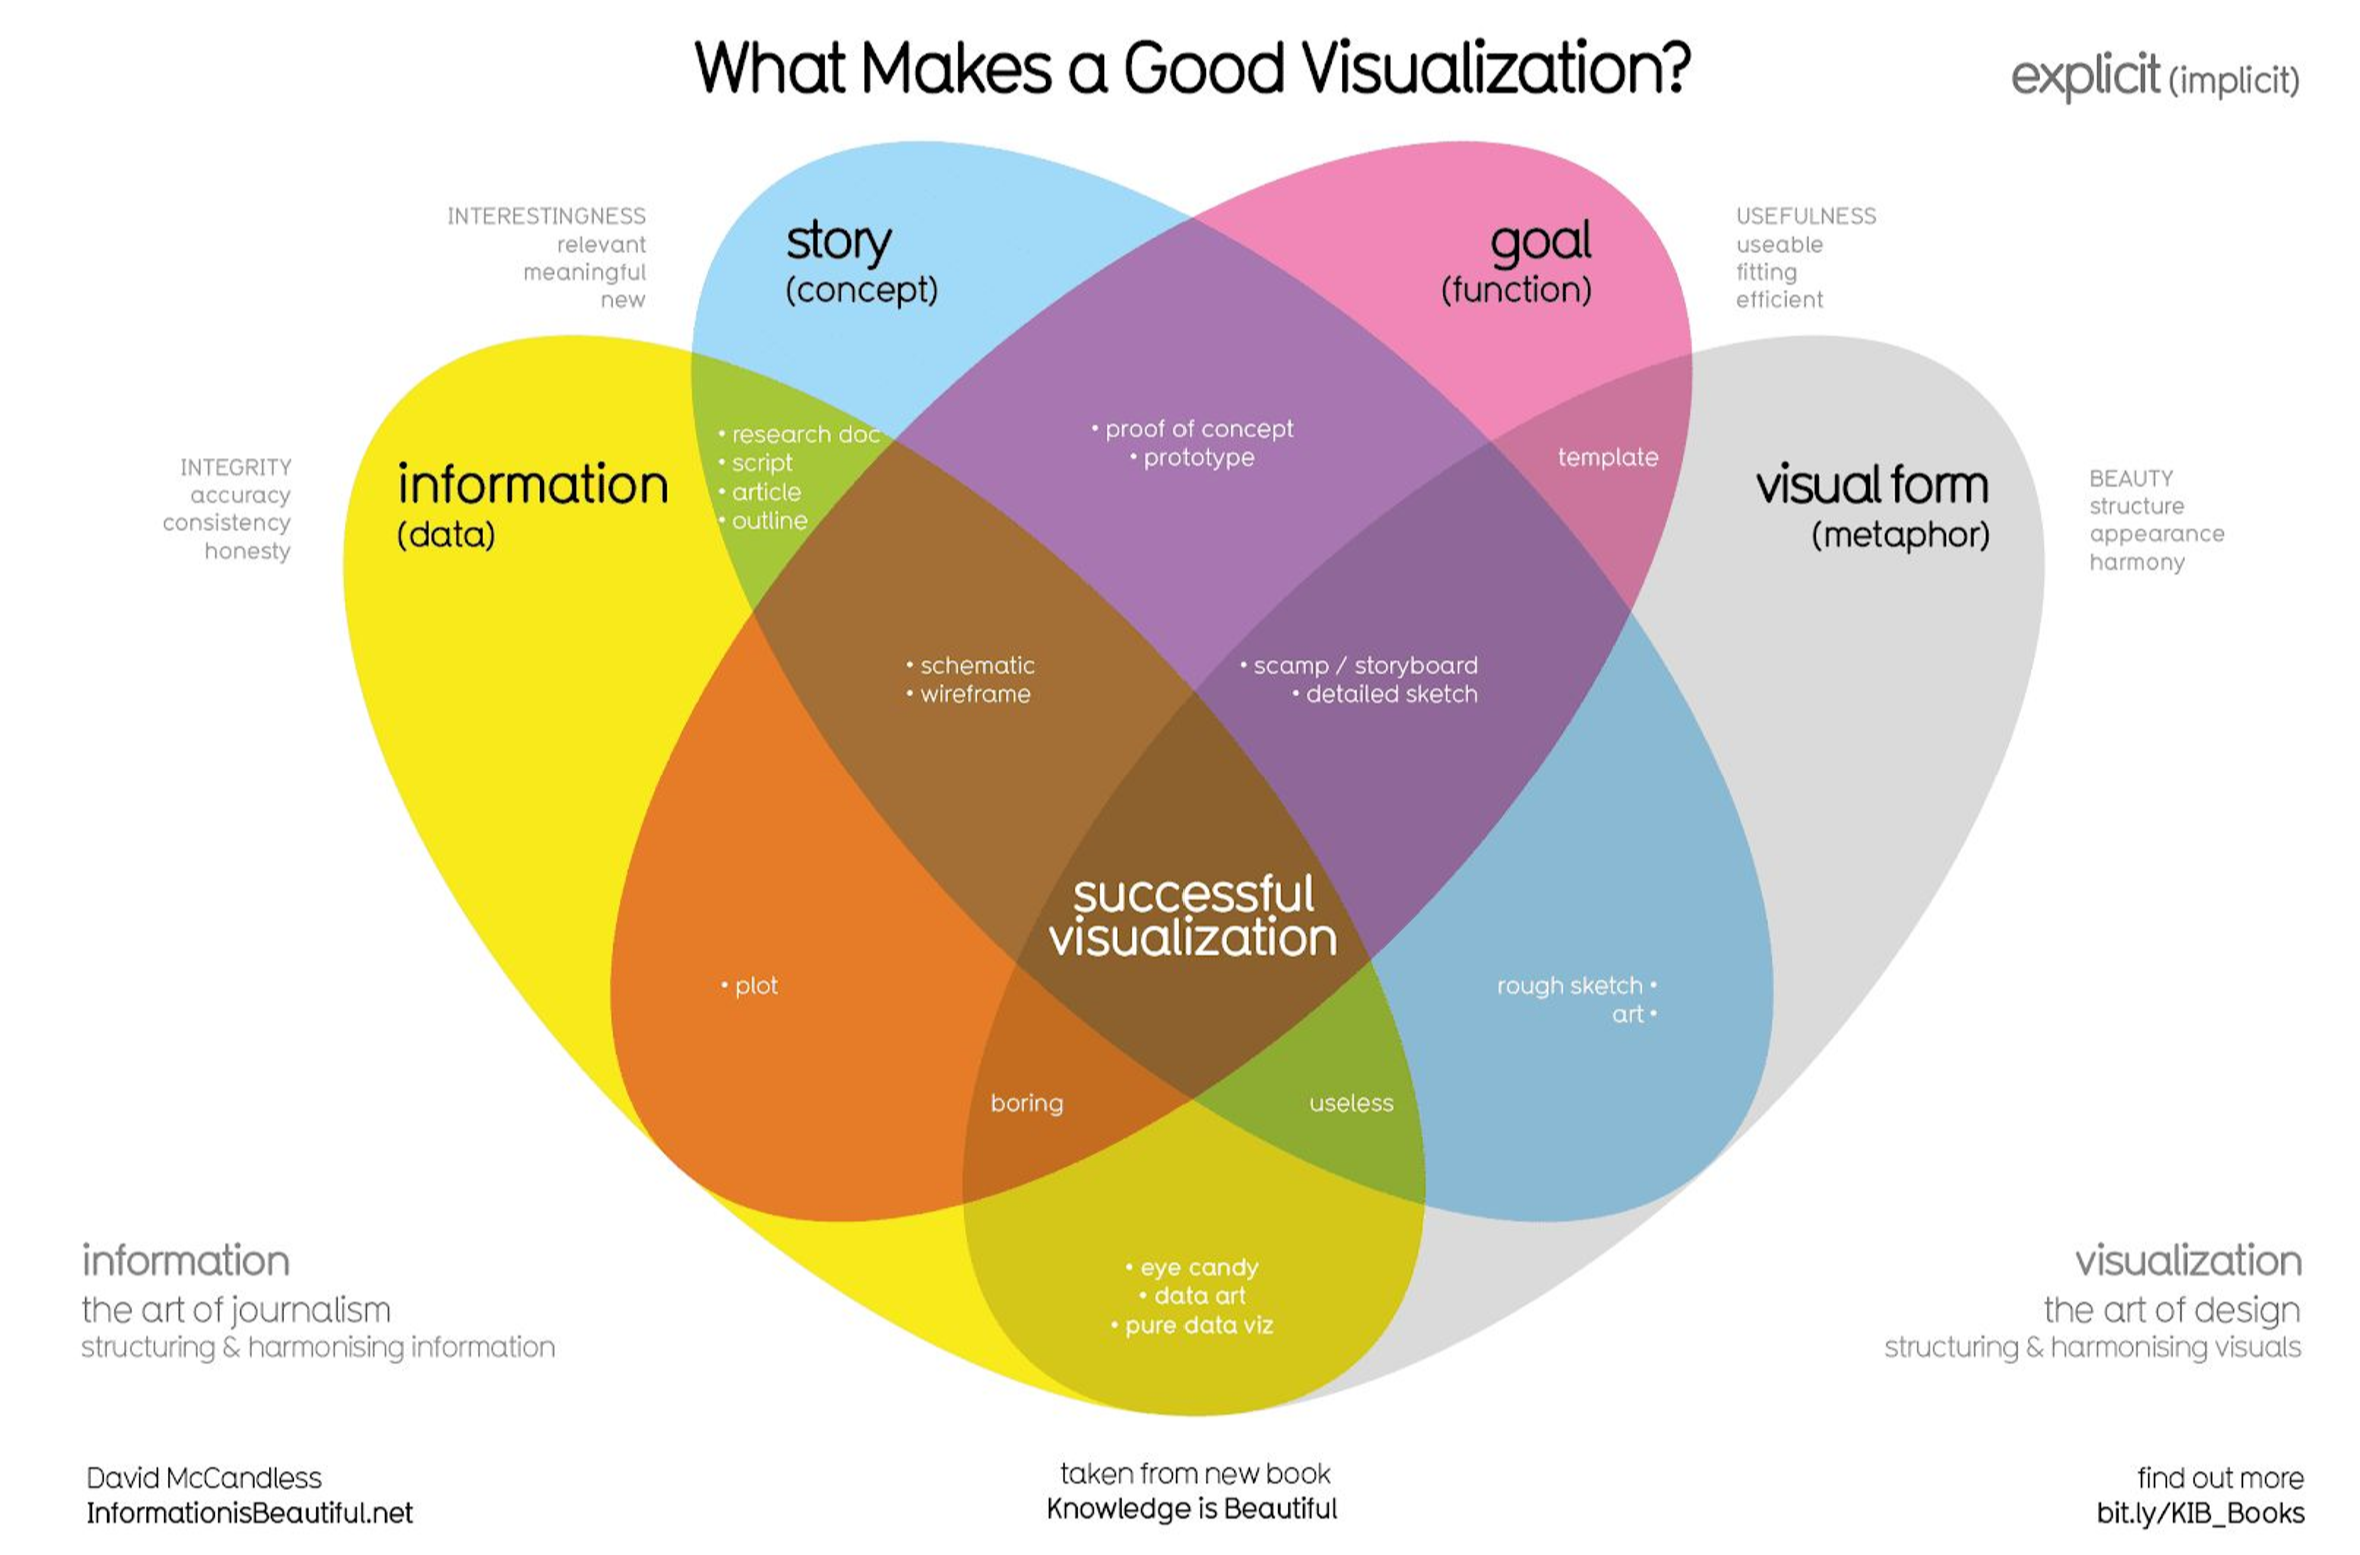 What Makes a Good Visualization?
explicit (implicit)
INTERESTINGNESS
relevant
meaningful
new
story
(concept)
goal
(function)
USEFULNESS
useable
fitting
efficient
INTEGRITY
accuracy
consistency
honesty
information
(data)
• research doc
• script
• article
• outline
• proof of concept
• prototype
template
visual form
(metaphor)
BEAUTY
structure
appearance
harmony
• schematic
• wireframe
• scamp / storyboard
• detailed sketch
successful
visualization
• plot
rough sketch •
art •
boring
useless
• eye candy
• data art
• pure data viz
information
the art of journalism
structuring & harmonising information
visualization
the art of design
structuring & harmonising visuals
David McCandless
InformationisBeautiful.net
taken from new book
Knowledge is Beautiful
find out more
bit.ly/KIB_Books